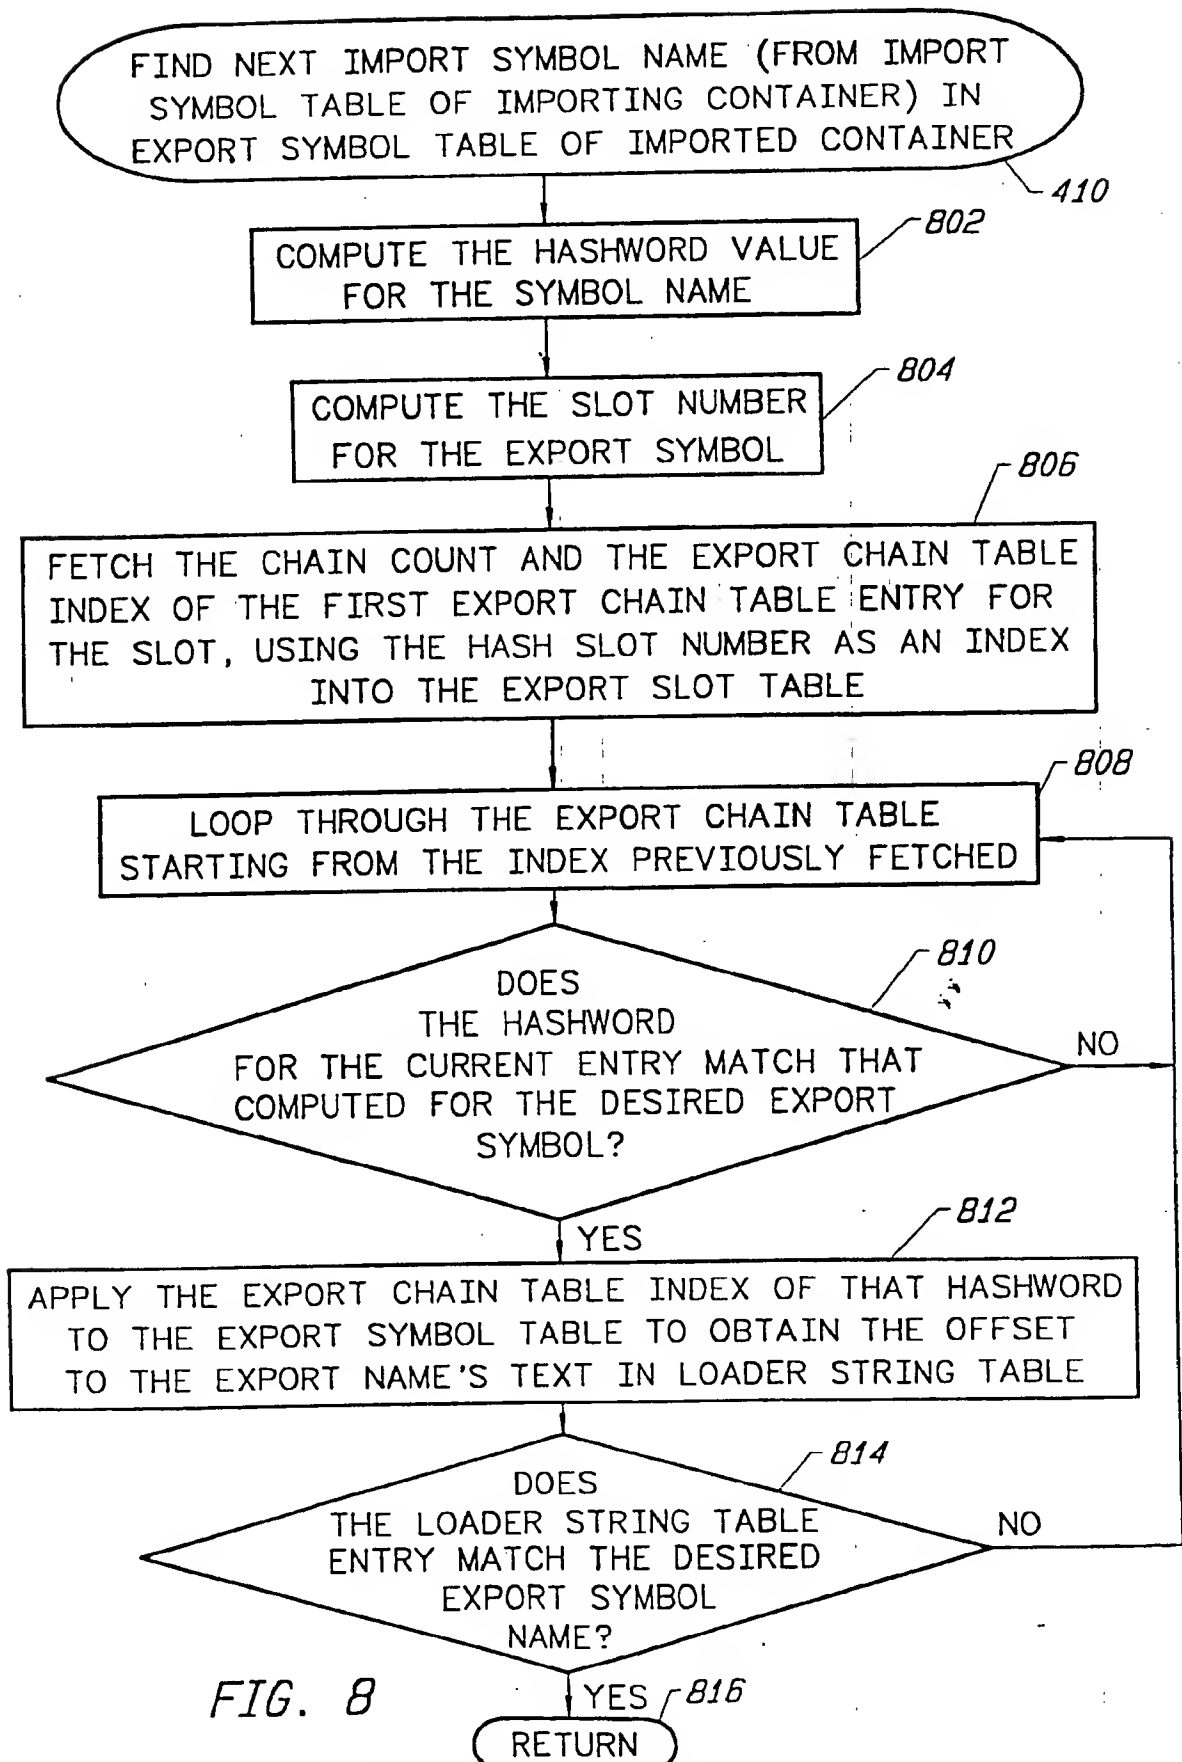 FIND NEXT IMPORT SYMBOL NAME (FROM IMPORT
SYMBOL TABLE OF IMPORTING CONTAINER) IN
EXPORT SYMBOL TABLE OF IMPORTED CONTAINER
410
802
COMPUTE THE HASHWORD VALUE
FOR THE SYMBOL NAME
804
COMPUTE THE SLOT NUMBER
FOR THE EXPORT SYMBOL
806
FETCH THE CHAIN COUNT AND THE EXPORT CHAIN TABLE
INDEX OF THE FIRST EXPORT CHAIN TABLE ENTRY FOR
THE SLOT, USING THE HASH SLOT NUMBER AS AN INDEX
INTO THE EXPORT SLOT TABLE
808
LOOP THROUGH THE EXPORT CHAIN TABLE
STARTING FROM THE INDEX PREVIOUSLY FETCHED
810
DOES
THE HASHWORD
FOR THE CURRENT ENTRY MATCH THAT
COMPUTED FOR THE DESIRED EXPORT
SYMBOL?
NO
YES
812
APPLY THE EXPORT CHAIN TABLE INDEX OF THAT HASHWORD
TO THE EXPORT SYMBOL TABLE TO OBTAIN THE OFFSET
TO THE EXPORT NAME'S TEXT IN LOADER STRING TABLE
814
DOES
THE LOADER STRING TABLE
ENTRY MATCH THE DESIRED
EXPORT SYMBOL
NAME?
NO
YES
816
RETURN
FIG. 8